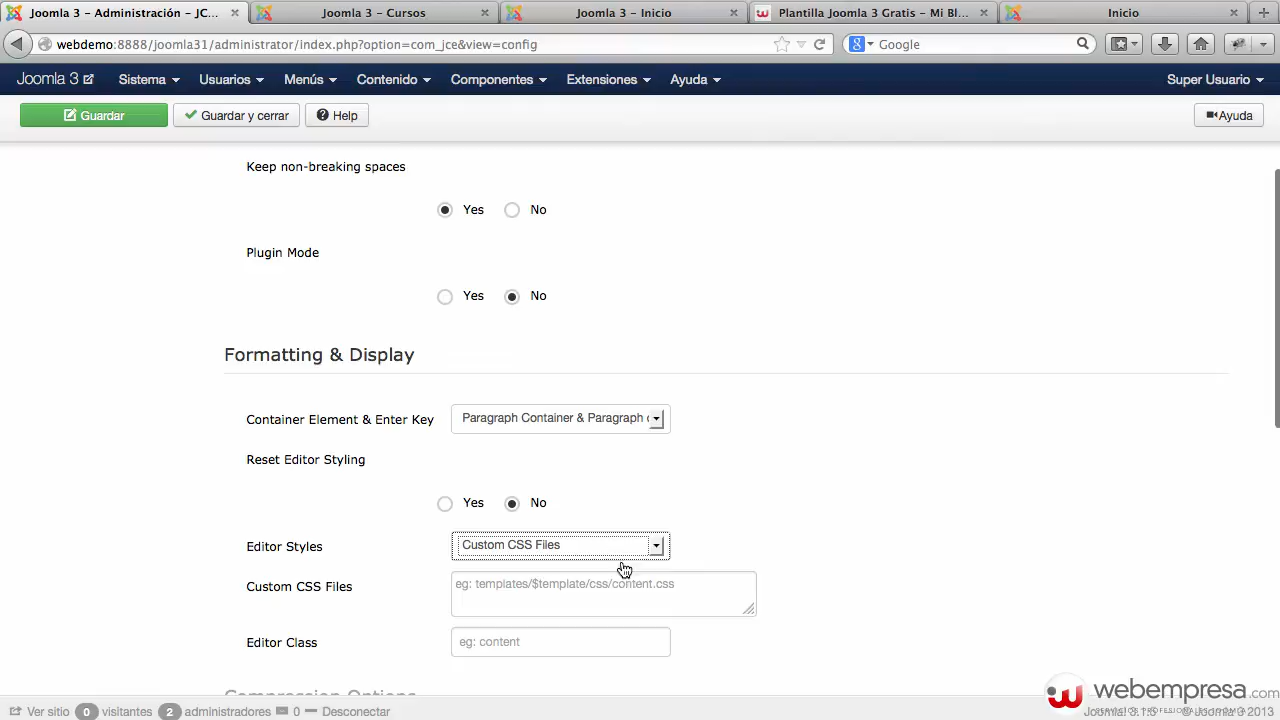 Joomla 3 - Administración - JC...
Joomla 3 - Cursos
Joomla 3 - Inicio
Plantilla Joomla 3 Gratis - Mi Bl...
Inicio
webdemo:8888/joomla31/administrator/index.php?option=com_jce&view=config
Google
Joomla 3 Sistema Usuarios Menús Contenido Componentes Extensiones Ayuda Super Usuario
Guardar Guardar y cerrar Help Ayuda
Keep non-breaking spaces
Yes No
Plugin Mode
Yes No
Formatting & Display
Container Element & Enter Key Paragraph Container & Paragraph
Reset Editor Styling
Yes No
Editor Styles Custom CSS Files
Custom CSS Files eg: templates/$template/css/content.css
Editor Class eg: content
Compression Options
webempresa.com
Ver sitio 0 visitantes 2 administradores 0 Desconectar Joomla! 3.1.5 © Joomla 3 2013